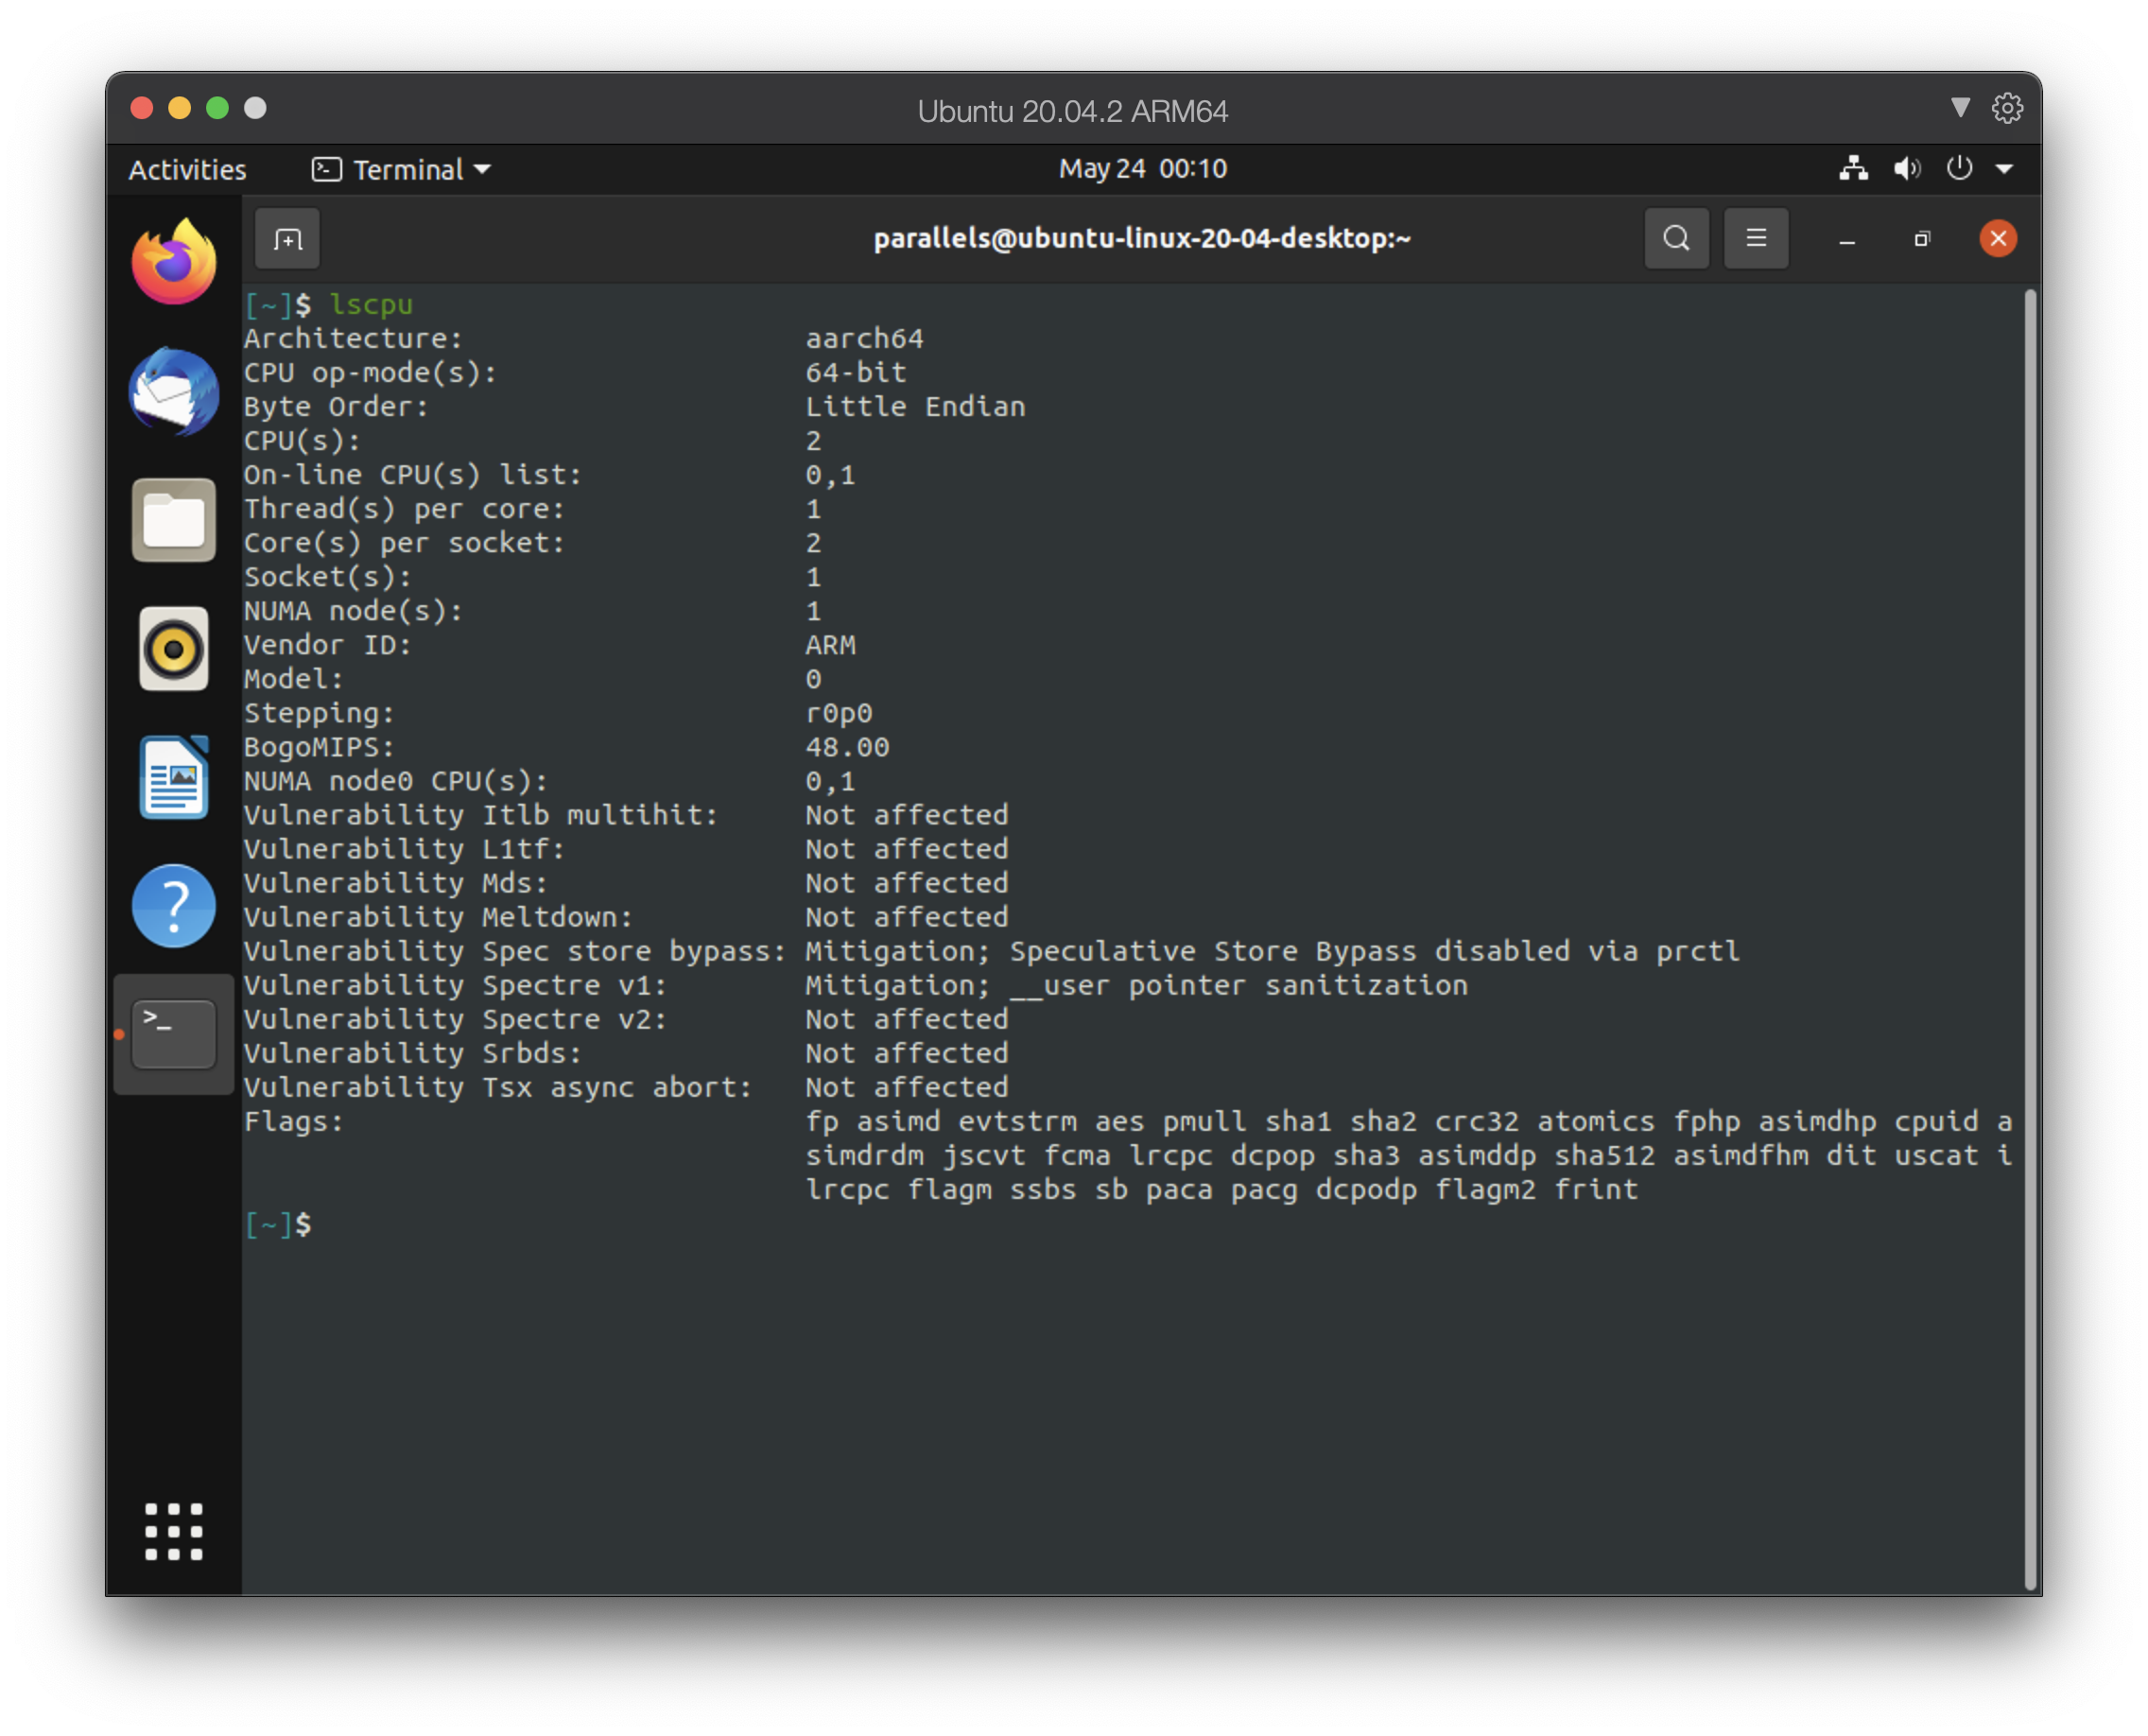 Ubuntu 20.04.2 ARM64
Activities Terminal May 24 00:10
parallels@ubuntu-linux-20-04-desktop:~
[~]$ lscpu
Architecture: aarch64
CPU op-mode(s): 64-bit
Byte Order: Little Endian
CPU(s): 2
On-line CPU(s) list: 0,1
Thread(s) per core: 1
Core(s) per socket: 2
Socket(s): 1
NUMA node(s): 1
Vendor ID: ARM
Model: 0
Stepping: r0p0
BogoMIPS: 48.00
NUMA node0 CPU(s): 0,1
Vulnerability Itlb multihit: Not affected
Vulnerability L1tf: Not affected
Vulnerability Mds: Not affected
Vulnerability Meltdown: Not affected
Vulnerability Spec store bypass: Mitigation; Speculative Store Bypass disabled via prctl
Vulnerability Spectre v1: Mitigation; __user pointer sanitization
Vulnerability Spectre v2: Not affected
Vulnerability Srbds: Not affected
Vulnerability Tsx async abort: Not affected
Flags: fp asimd evtstrm aes pmull sha1 sha2 crc32 atomics fphp asimdhp cpuid a
simdrdm jscvt fcma lrcpc dcpop sha3 asimddp sha512 asimdfhm dit uscat i
lrcpc flagm ssbs sb paca pacg dcpodp flagm2 frint
[~]$